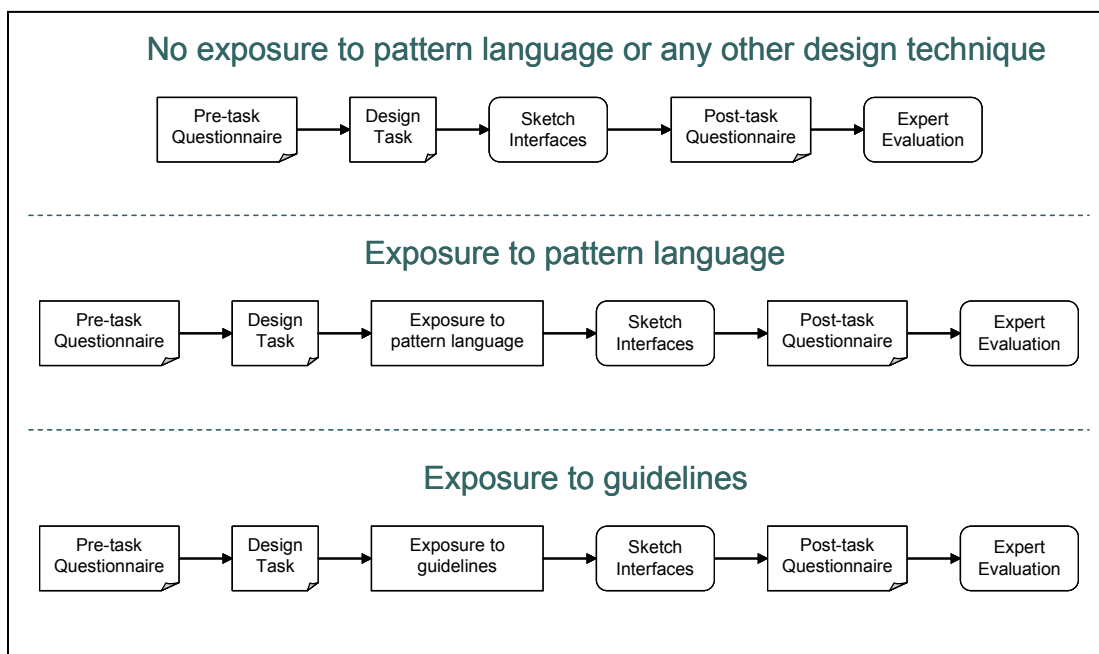 No exposure to pattern language or any other design technique
Pre-task
Questionnaire
Design
Task
Sketch
Interfaces
Post-task
Questionnaire
Expert
Evaluation
Exposure to pattern language
Pre-task
Questionnaire
Design
Task
Exposure to
pattern language
Sketch
Interfaces
Post-task
Questionnaire
Expert
Evaluation
Exposure to guidelines
Pre-task
Questionnaire
Design
Task
Exposure to
guidelines
Sketch
Interfaces
Post-task
Questionnaire
Expert
Evaluation